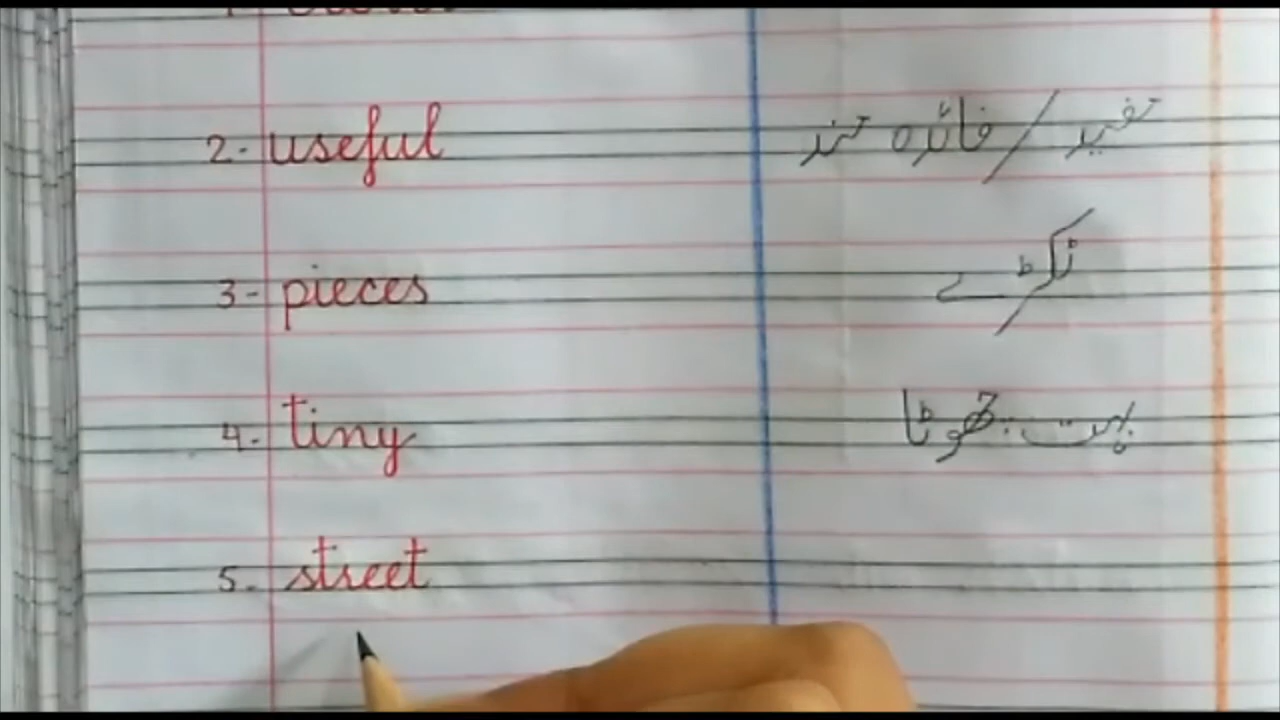 2. useful مفید / فائدہ مند
3- pieces ٹکڑے
4. tiny بہت چھوٹا
5. street